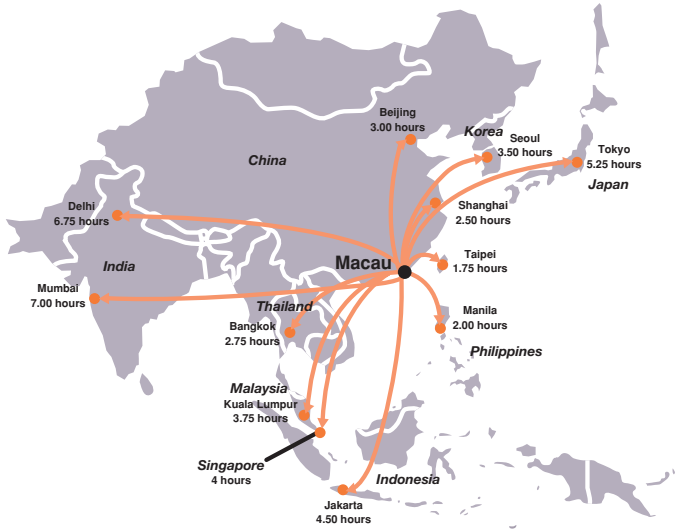 Beijing
3.00 hours
Korea
Seoul
3.50 hours
Tokyo
5.25 hours
Japan
China
Delhi
6.75 hours
Shanghai
2.50 hours
India
Macau
Taipei
1.75 hours
Mumbai
7.00 hours
Thailand
Bangkok
2.75 hours
Manila
2.00 hours
Philippines
Malaysia
Kuala Lumpur
3.75 hours
Singapore
4 hours
Indonesia
Jakarta
4.50 hours